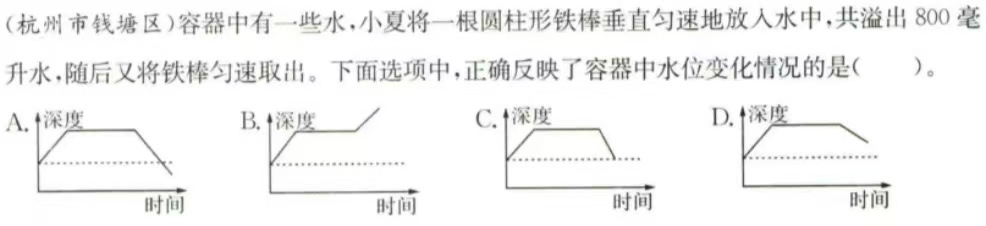 (杭州市钱塘区)容器中有一些水,小夏将一根圆柱形铁棒垂直匀速地放入水中,共溢出 800 毫
升水,随后又将铁棒匀速取出。下面选项中,正确反映了容器中水位变化情况的是(　　)。
A. 深度 B. 深度 C. 深度 D. 深度
时间 时间 时间 时间